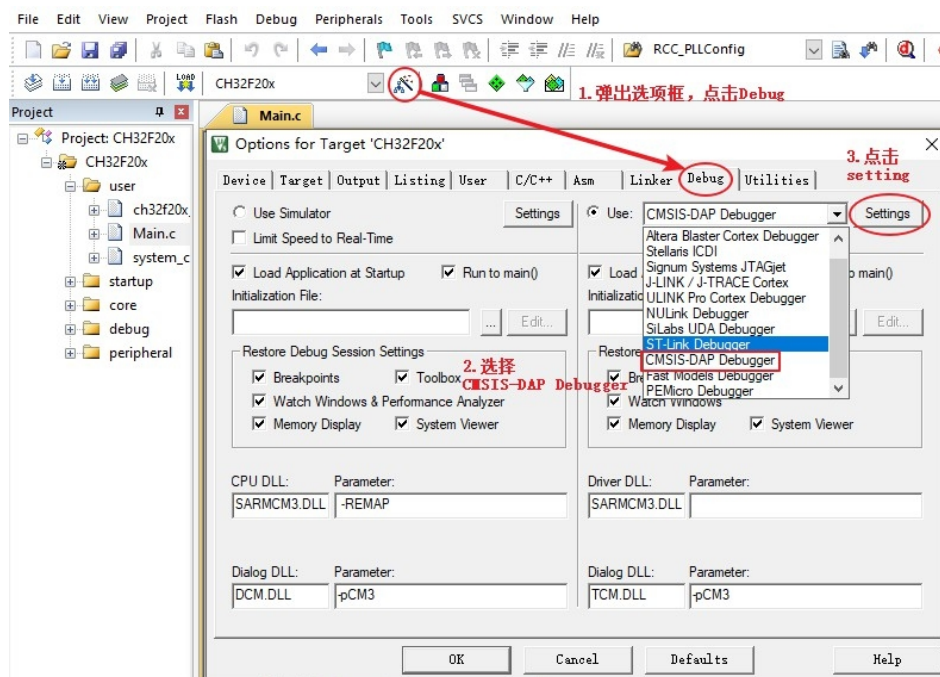 File Edit View Project Flash Debug Peripherals Tools SVCS Window Help
RCC_PLLConfig
LOAD CH32F20x
1.弹出选项框，点击Debug
Project
Main.c
Project: CH32F20x
CH32F20x
user
ch32f20x_
Main.c
system_c
startup
core
debug
peripheral
Options for Target 'CH32F20x'
3.点击
setting
Device Target Output Listing User C/C++ Asm Linker Debug Utilities
Use Simulator Settings
Limit Speed to Real-Time
Use: CMSIS-DAP Debugger Settings
Altera Blaster Cortex Debugger
Stellaris ICDI
Signum Systems JTAGjet
J-LINK / J-TRACE Cortex
ULINK Pro Cortex Debugger
NULink Debugger
SiLabs UDA Debugger
ST-Link Debugger
CMSIS-DAP Debugger
Fast Models Debugger
PEMicro Debugger
Load Application at Startup Run to main()
Initialization File:
... Edit...
Load o main()
Initializatio
Edit...
Restore Debug Session Settings
Breakpoints Toolbox
Watch Windows & Performance Analyzer
Memory Display System Viewer
2.选择
CMSIS-DAP Debugger
Restore
Bre
Watch Windows
Memory Display System Viewer
CPU DLL: Parameter:
SARMCM3.DLL -REMAP
Driver DLL: Parameter:
SARMCM3.DLL
Dialog DLL: Parameter:
DCM.DLL -pCM3
Dialog DLL: Parameter:
TCM.DLL -pCM3
OK Cancel Defaults Help